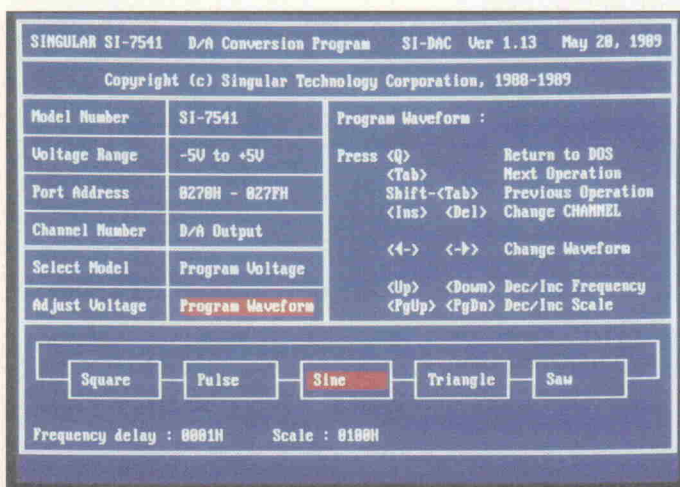 SINGULAR SI-7541 D/A Conversion Program SI-DAC Ver 1.13 May 20, 1989
Copyright (c) Singular Technology Corporation, 1988-1989
Model Number SI-7541
Voltage Range -5V to +5V
Port Address 0270H - 027FH
Channel Number D/A Output
Select Model Program Voltage
Adjust Voltage Program Waveform
Program Waveform :
Press <Q> Return to DOS
<Tab> Next Operation
Shift-<Tab> Previous Operation
<Ins> <Del> Change CHANNEL
<◄-> <-►> Change Waveform
<Up> <Down> Dec/Inc Frequency
<PgUp> <PgDn> Dec/Inc Scale
Square Pulse Sine Triangle Saw
Frequency delay : 0001H Scale : 0100H